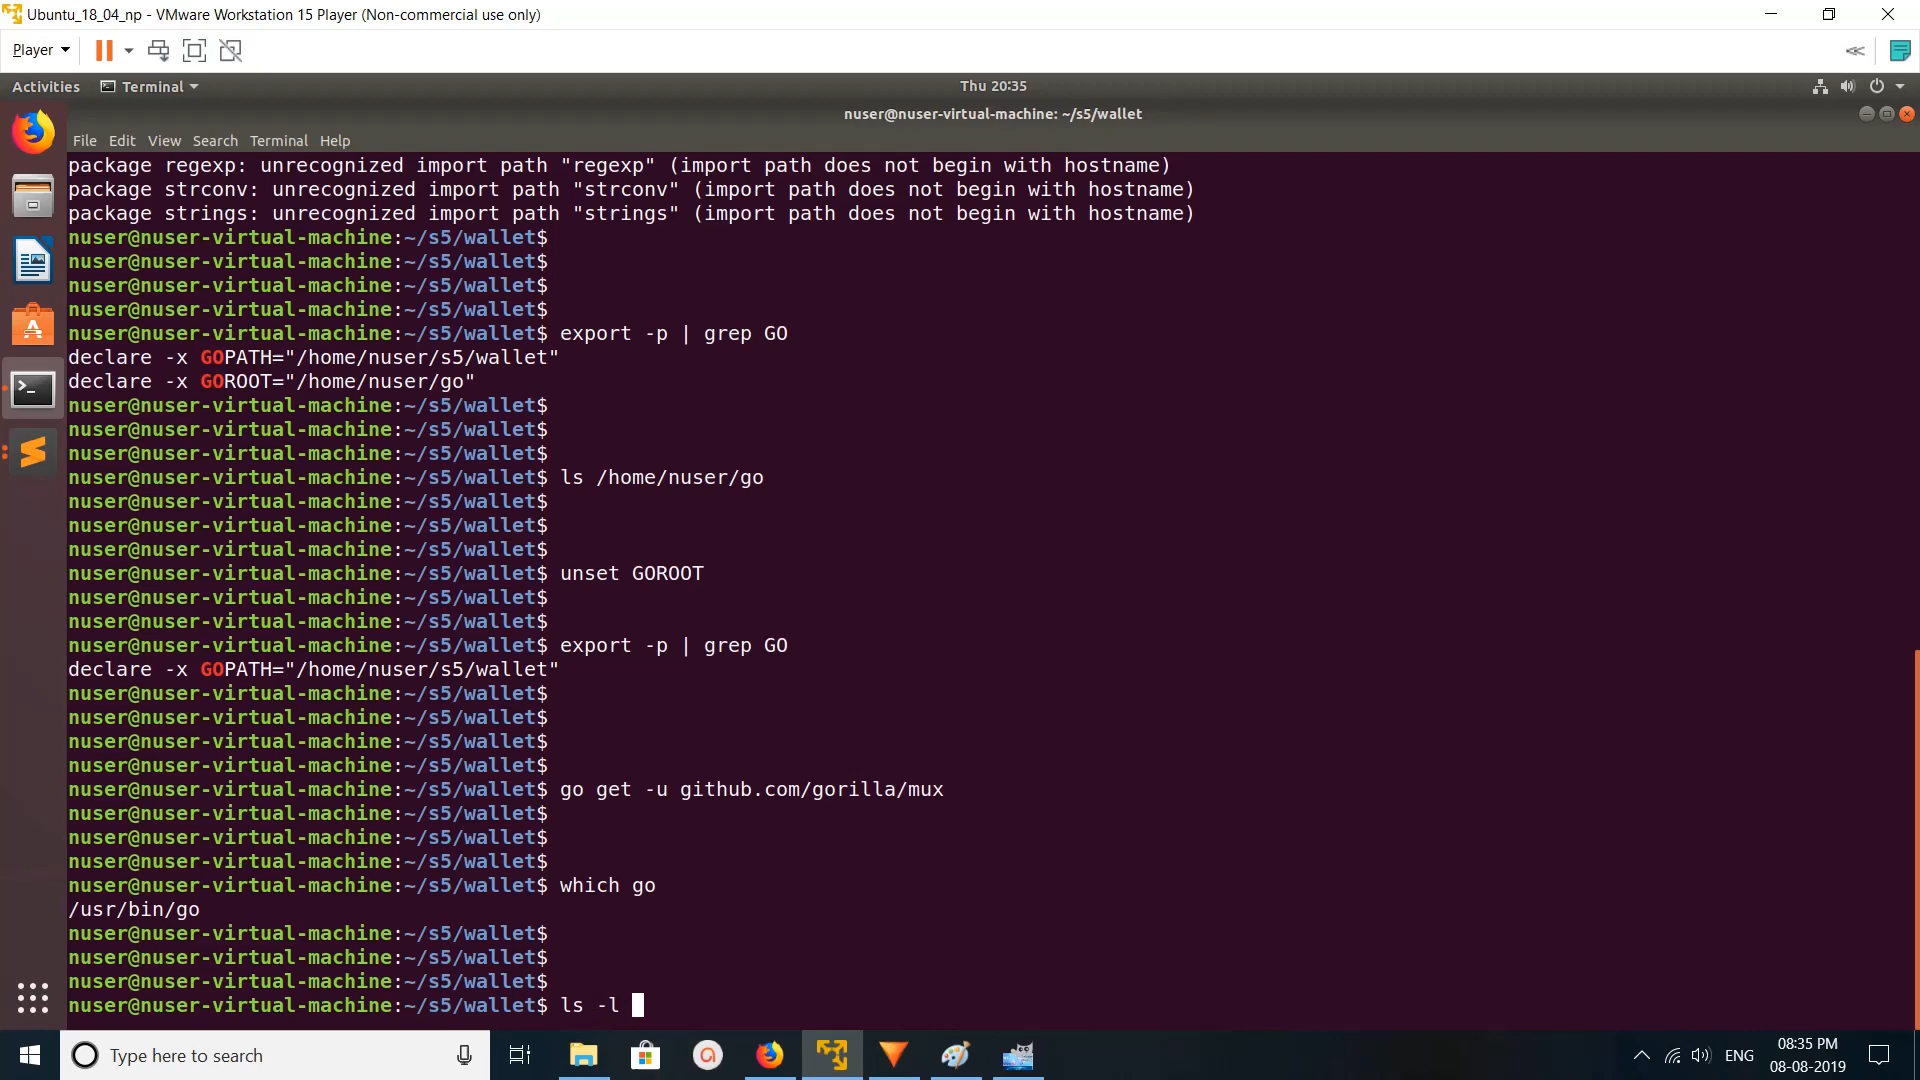 Ubuntu_18_04_np - VMware Workstation 15 Player (Non-commercial use only)
Player
Activities Terminal Thu 20:35
nuser@nuser-virtual-machine: ~/s5/wallet
File Edit View Search Terminal Help
package regexp: unrecognized import path "regexp" (import path does not begin with hostname)
package strconv: unrecognized import path "strconv" (import path does not begin with hostname)
package strings: unrecognized import path "strings" (import path does not begin with hostname)
nuser@nuser-virtual-machine:~/s5/wallet$
nuser@nuser-virtual-machine:~/s5/wallet$
nuser@nuser-virtual-machine:~/s5/wallet$
nuser@nuser-virtual-machine:~/s5/wallet$
nuser@nuser-virtual-machine:~/s5/wallet$ export -p | grep GO
declare -x GOPATH="/home/nuser/s5/wallet"
declare -x GOROOT="/home/nuser/go"
nuser@nuser-virtual-machine:~/s5/wallet$
nuser@nuser-virtual-machine:~/s5/wallet$
nuser@nuser-virtual-machine:~/s5/wallet$
nuser@nuser-virtual-machine:~/s5/wallet$ ls /home/nuser/go
nuser@nuser-virtual-machine:~/s5/wallet$
nuser@nuser-virtual-machine:~/s5/wallet$
nuser@nuser-virtual-machine:~/s5/wallet$
nuser@nuser-virtual-machine:~/s5/wallet$ unset GOROOT
nuser@nuser-virtual-machine:~/s5/wallet$
nuser@nuser-virtual-machine:~/s5/wallet$
nuser@nuser-virtual-machine:~/s5/wallet$ export -p | grep GO
declare -x GOPATH="/home/nuser/s5/wallet"
nuser@nuser-virtual-machine:~/s5/wallet$
nuser@nuser-virtual-machine:~/s5/wallet$
nuser@nuser-virtual-machine:~/s5/wallet$
nuser@nuser-virtual-machine:~/s5/wallet$
nuser@nuser-virtual-machine:~/s5/wallet$ go get -u github.com/gorilla/mux
nuser@nuser-virtual-machine:~/s5/wallet$
nuser@nuser-virtual-machine:~/s5/wallet$
nuser@nuser-virtual-machine:~/s5/wallet$
nuser@nuser-virtual-machine:~/s5/wallet$ which go
/usr/bin/go
nuser@nuser-virtual-machine:~/s5/wallet$
nuser@nuser-virtual-machine:~/s5/wallet$
nuser@nuser-virtual-machine:~/s5/wallet$
nuser@nuser-virtual-machine:~/s5/wallet$ ls -l
Type here to search
ENG
08:35 PM
08-08-2019